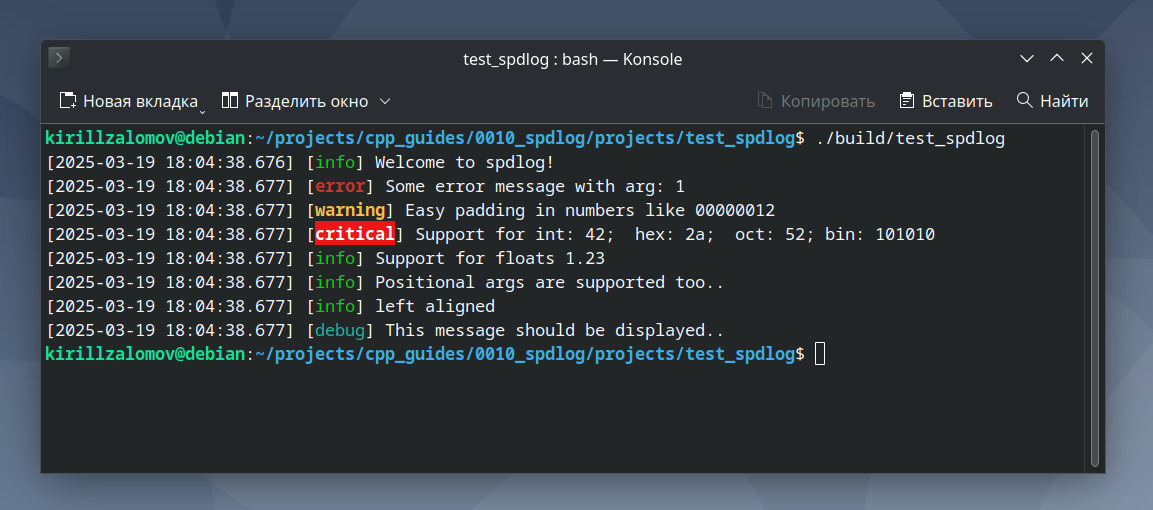 test_spdlog : bash — Konsole
Новая вкладка Разделить окно Копировать Вставить Найти
kirillzalomov@debian:~/projects/cpp_guides/0010_spdlog/projects/test_spdlog$ ./build/test_spdlog
[2025-03-19 18:04:38.676] [info] Welcome to spdlog!
[2025-03-19 18:04:38.677] [error] Some error message with arg: 1
[2025-03-19 18:04:38.677] [warning] Easy padding in numbers like 00000012
[2025-03-19 18:04:38.677] [critical] Support for int: 42;  hex: 2a;  oct: 52; bin: 101010
[2025-03-19 18:04:38.677] [info] Support for floats 1.23
[2025-03-19 18:04:38.677] [info] Positional args are supported too..
[2025-03-19 18:04:38.677] [info] left aligned
[2025-03-19 18:04:38.677] [debug] This message should be displayed..
kirillzalomov@debian:~/projects/cpp_guides/0010_spdlog/projects/test_spdlog$